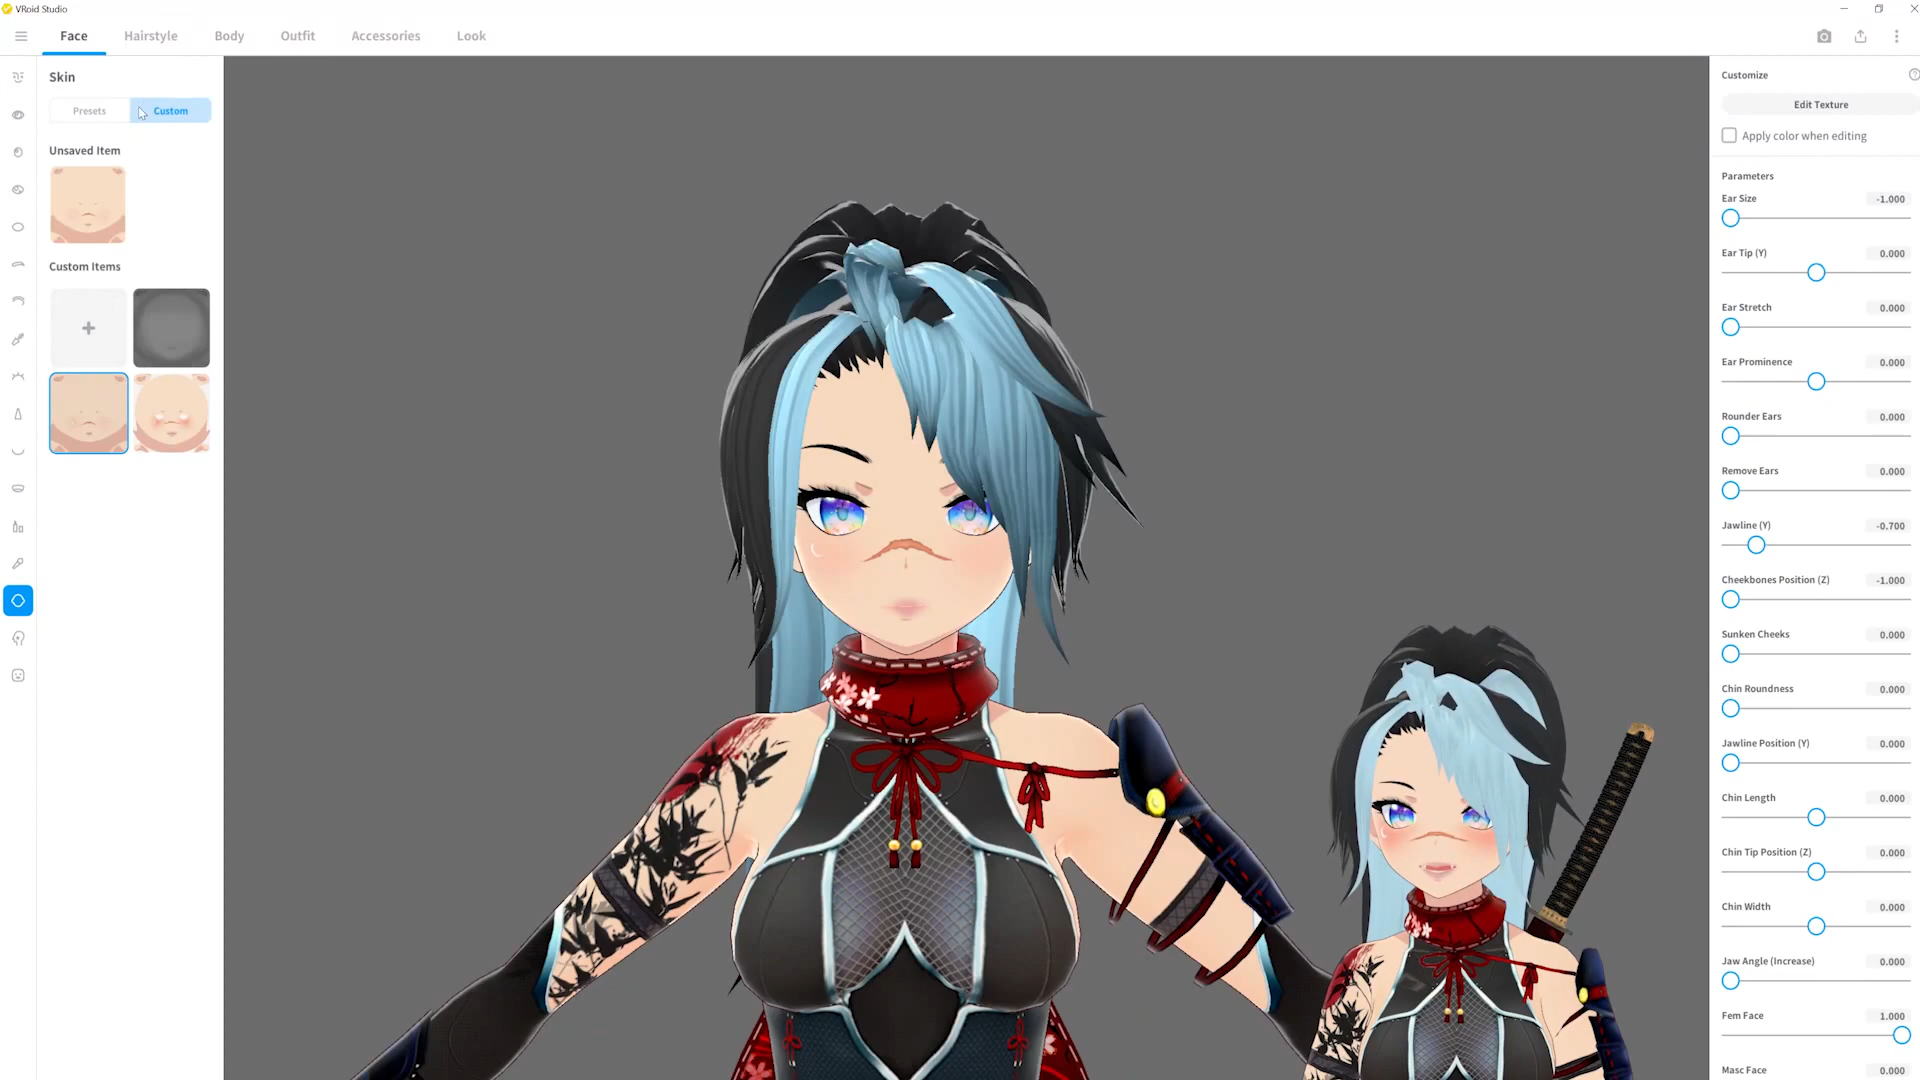 VRoid Studio
Face
Hairstyle
Body
Outfit
Accessories
Look
Skin
Presets
Custom
Unsaved Item
Custom Items
Customize
Edit Texture
Apply color when editing
Parameters
Ear Size -1.000
Ear Tip (Y) 0.000
Ear Stretch 0.000
Ear Prominence 0.000
Rounder Ears 0.000
Remove Ears 0.000
Jawline (Y) -0.700
Cheekbones Position (Z) -1.000
Sunken Cheeks 0.000
Chin Roundness 0.000
Jawline Position (Y) 0.000
Chin Length 0.000
Chin Tip Position (Z) 0.000
Chin Width 0.000
Jaw Angle (Increase) 0.000
Fem Face 1.000
Masc Face 0.000